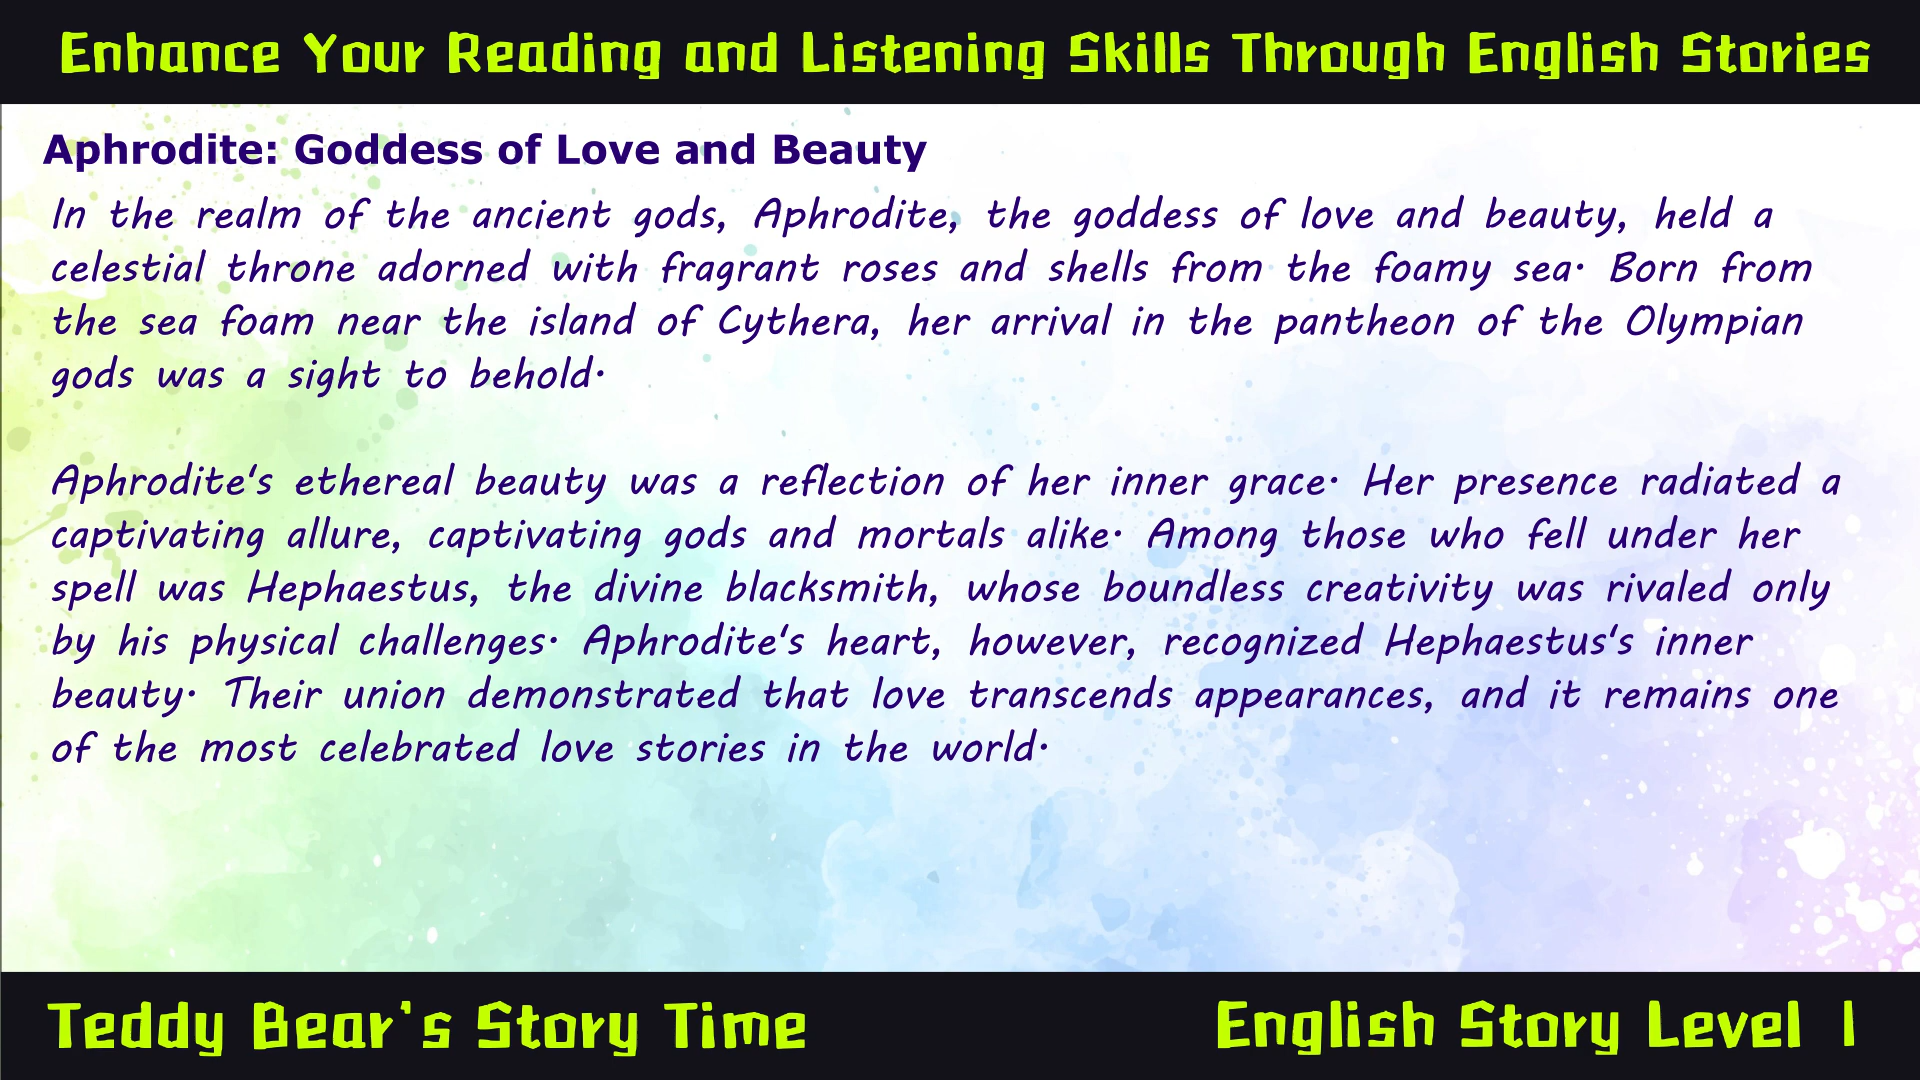 Enhance Your Reading and Listening Skills Through English Stories
Aphrodite: Goddess of Love and Beauty
In the realm of the ancient gods, Aphrodite, the goddess of love and beauty, held a
celestial throne adorned with fragrant roses and shells from the foamy sea. Born from
the sea foam near the island of Cythera, her arrival in the pantheon of the Olympian
gods was a sight to behold.
Aphrodite's ethereal beauty was a reflection of her inner grace. Her presence radiated a
captivating allure, captivating gods and mortals alike. Among those who fell under her
spell was Hephaestus, the divine blacksmith, whose boundless creativity was rivaled only
by his physical challenges. Aphrodite's heart, however, recognized Hephaestus's inner
beauty. Their union demonstrated that love transcends appearances, and it remains one
of the most celebrated love stories in the world.
Teddy Bear's Story Time
English Story Level 1